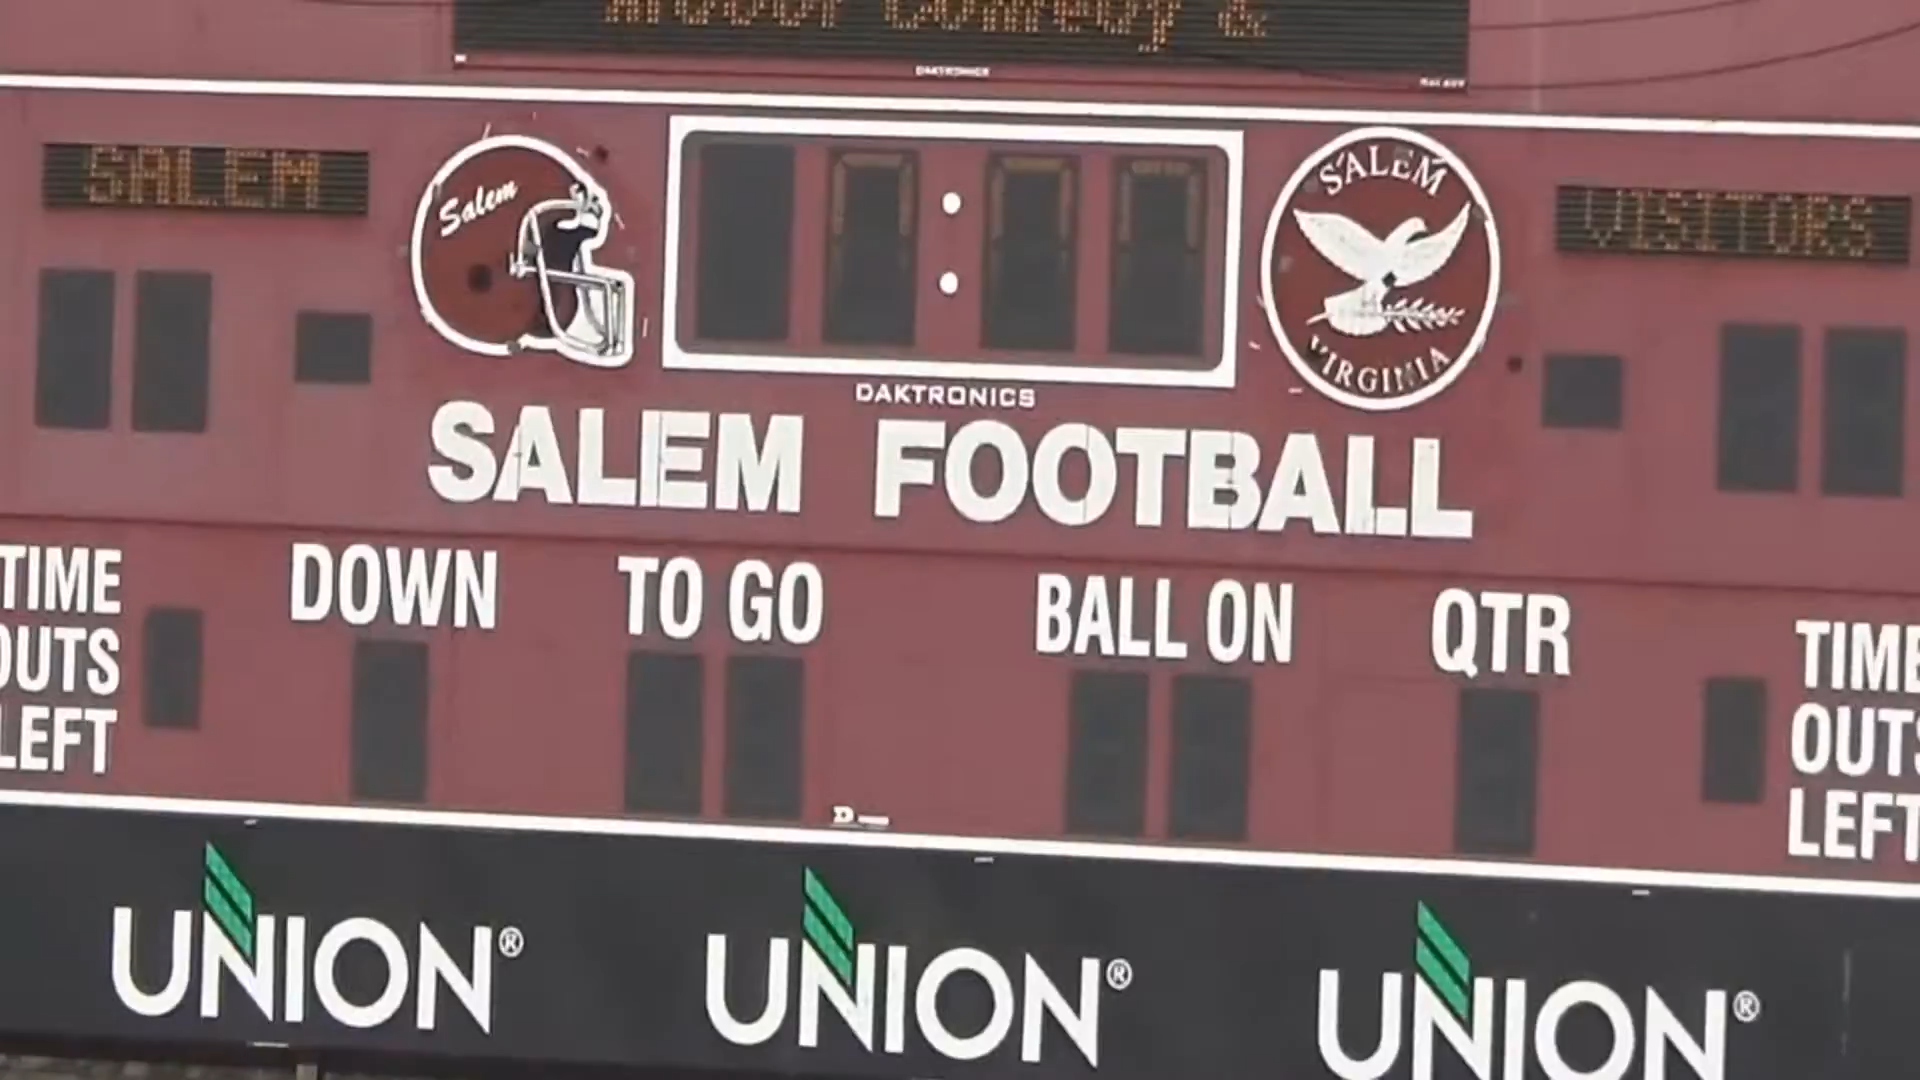 &
DAKTRONICS
SALEM
Salem
SALEM
VIRGINIA
VISITORS
DAKTRONICS
SALEM FOOTBALL
TIME OUTS LEFT
DOWN
TO GO
BALL ON
QTR
TIME OUTS LEFT
UNION®
UNION®
UNION®